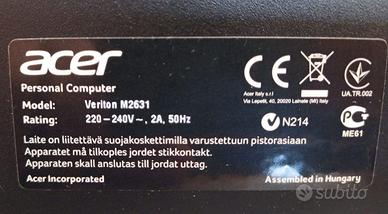 acer
Personal Computer
Model: Veriton M2631
Rating: 220-240V~, 2A, 50Hz
CE
Acer Italy s.r.l
Via Lepetit, 40, 20020 Lainate (MI) Italy
UA.TR.002
N214
ME61
Laite on liitettävä suojakoskettimilla varustettuun pistorasiaan
Apparatet må tilkoples jordet stikkontakt.
Apparaten skall anslutas till jordat uttag.
Acer Incorporated
Assembled in Hungary
subito